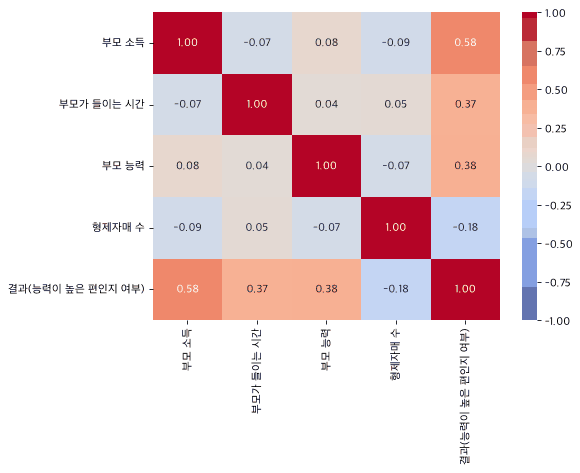 부모 소득
1.00 -0.07 0.08 -0.09 0.58
부모가 들이는 시간
-0.07 1.00 0.04 0.05 0.37
부모 능력
0.08 0.04 1.00 -0.07 0.38
형제자매 수
-0.09 0.05 -0.07 1.00 -0.18
결과(능력이 높은 편인지 여부)
0.58 0.37 0.38 -0.18 1.00
부모 소득
부모가 들이는 시간
부모 능력
형제자매 수
결과(능력이 높은 편인지 여부)
1.00
0.75
0.50
0.25
0.00
-0.25
-0.50
-0.75
-1.00